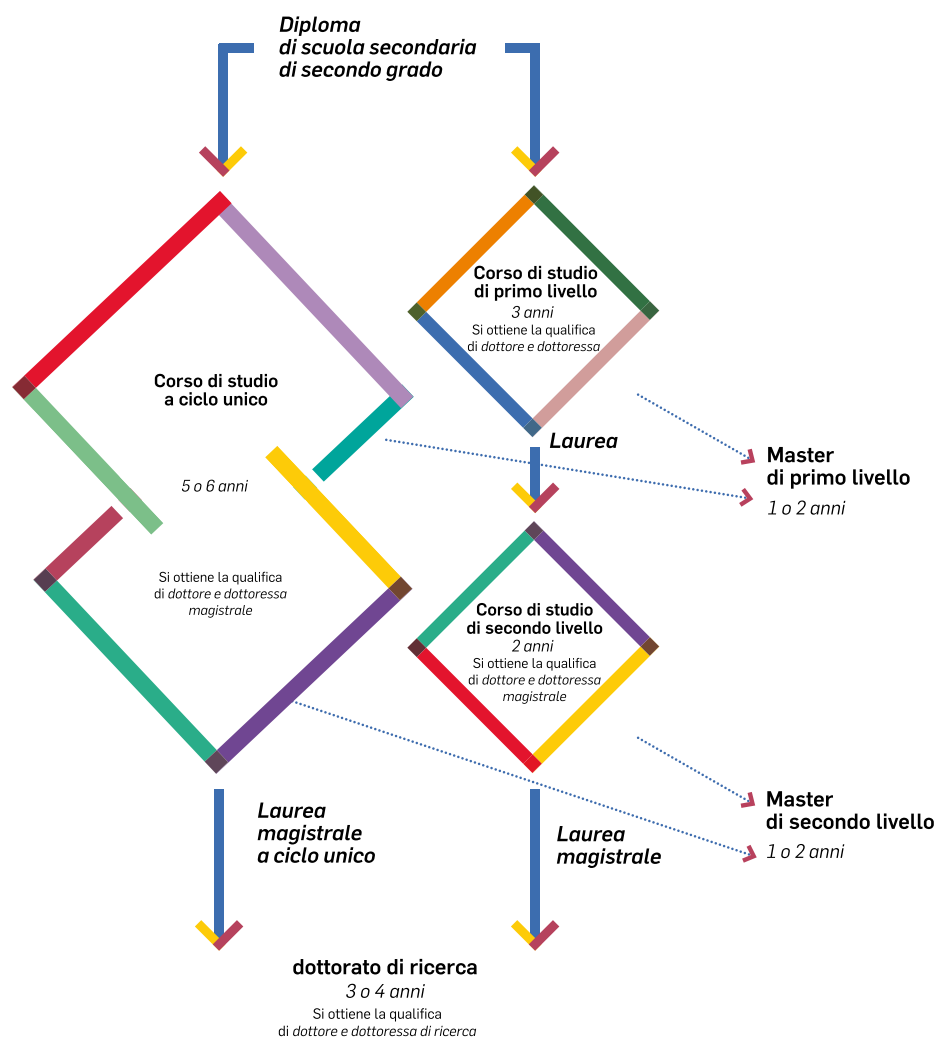 Diploma
di scuola secondaria
di secondo grado
Corso di studio
di primo livello
3 anni
Si ottiene la qualifica
di dottore e dottoressa
Corso di studio
a ciclo unico
5 o 6 anni
Si ottiene la qualifica
di dottore e dottoressa
magistrale
Laurea
Master
di primo livello
1 o 2 anni
Corso di studio
di secondo livello
2 anni
Si ottiene la qualifica
di dottore e dottoressa
magistrale
Master
di secondo livello
1 o 2 anni
Laurea
magistrale
a ciclo unico
Laurea
magistrale
dottorato di ricerca
3 o 4 anni
Si ottiene la qualifica
di dottore e dottoressa di ricerca